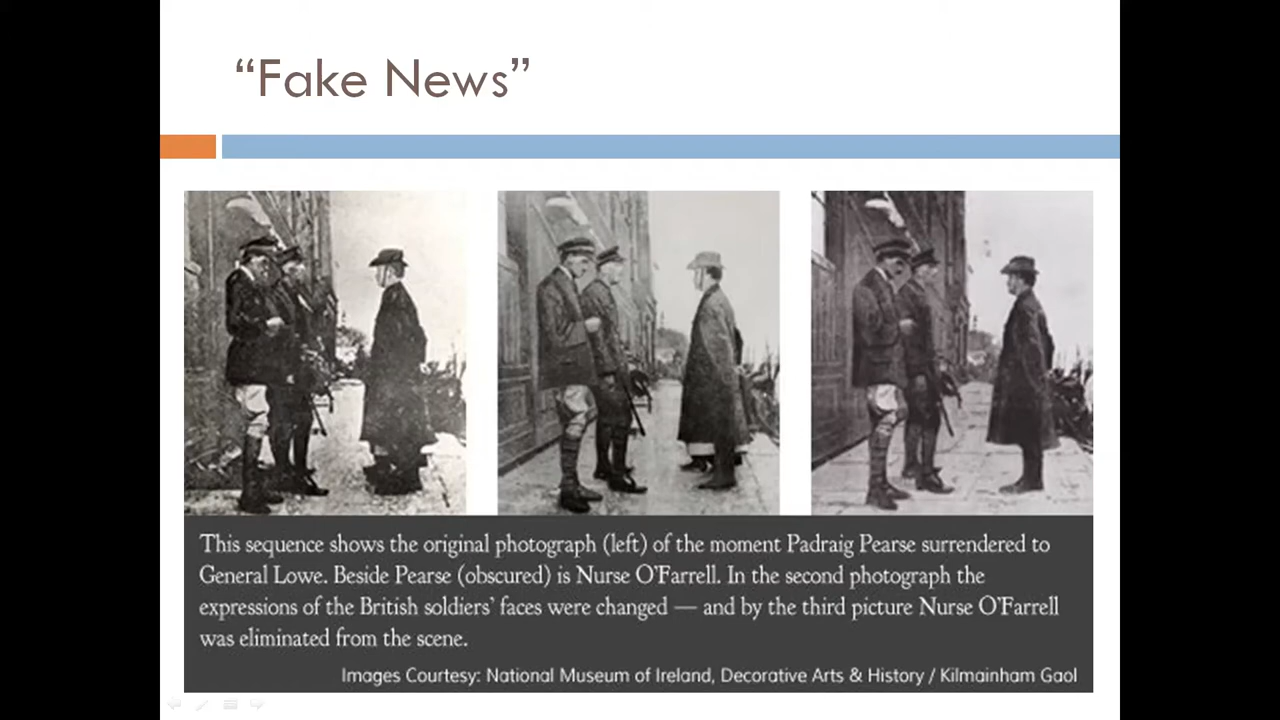 “Fake News”
This sequence shows the original photograph (left) of the moment Padraig Pearse surrendered to
General Lowe. Beside Pearse (obscured) is Nurse O’Farrell. In the second photograph the
expressions of the British soldiers’ faces were changed — and by the third picture Nurse O’Farrell
was eliminated from the scene.
Images Courtesy: National Museum of Ireland, Decorative Arts & History / Kilmainham Gaol